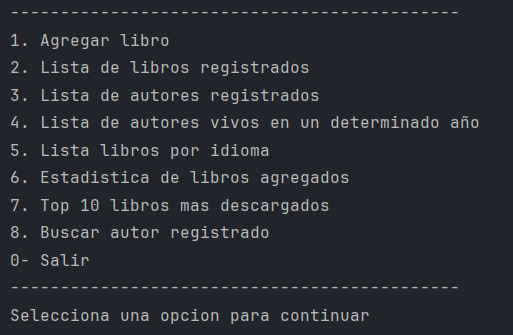 ---------------------------------------------
1. Agregar libro
2. Lista de libros registrados
3. Lista de autores registrados
4. Lista de autores vivos en un determinado año
5. Lista libros por idioma
6. Estadistica de libros agregados
7. Top 10 libros mas descargados
8. Buscar autor registrado
0- Salir
---------------------------------------------
Selecciona una opcion para continuar